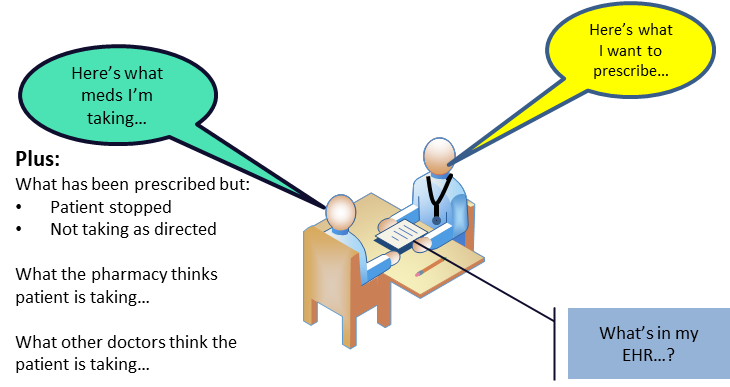 Here’s what
meds I’m
taking…
Here’s what
I want to
prescribe…
Plus:
What has been prescribed but:
• Patient stopped
• Not taking as directed
What the pharmacy thinks
patient is taking…
What other doctors think the
patient is taking…
What’s in my
EHR…?